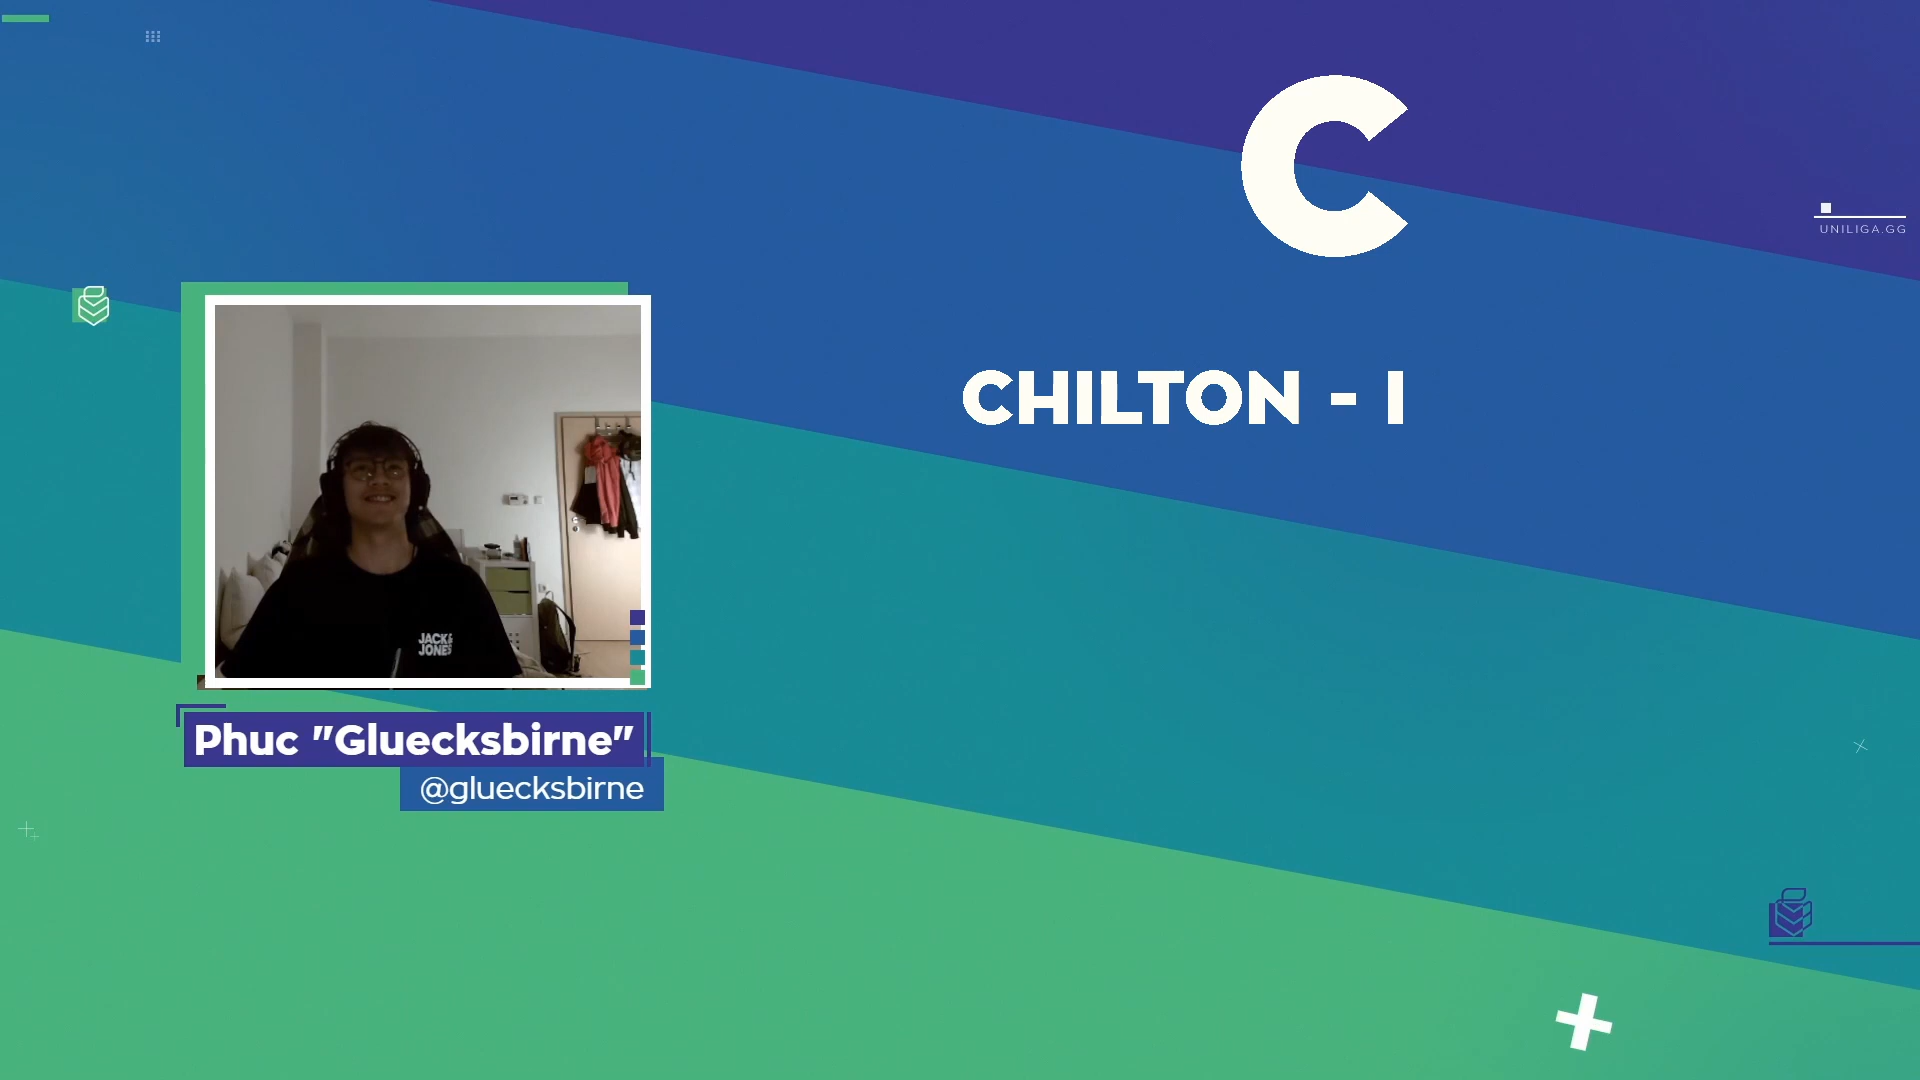 C
UNILIGA.GG
CHILTON - I
JACK&
JONES
Phuc "Gluecksbirne"
@gluecksbirne